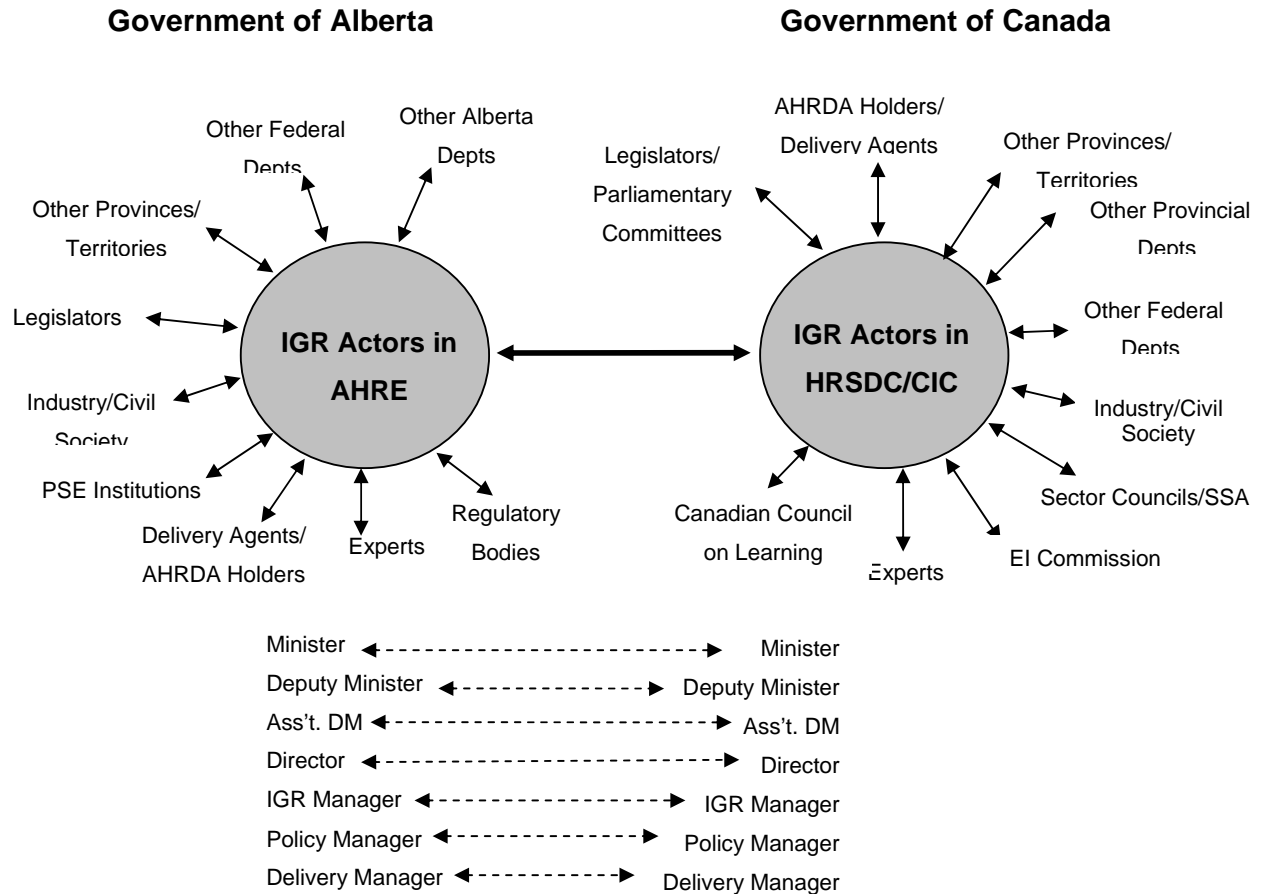 Government of Alberta
Government of Canada
Other Federal
Depts
Other Alberta
Depts
Other Provinces/
Territories
Legislators
Industry/Civil
Society
PSE Institutions
Delivery Agents/
AHRDA Holders
Experts
Regulatory
Bodies
IGR Actors in
AHRE
Legislators/
Parliamentary
Committees
AHRDA Holders/
Delivery Agents
Other Provinces/
Territories
Other Provincial
Depts
Other Federal
Depts
Industry/Civil
Society
Sector Councils/SSA
EI Commission
Experts
Canadian Council
on Learning
IGR Actors in
HRSDC/CIC
Minister
Minister
Deputy Minister
Deputy Minister
Ass't. DM
Ass't. DM
Director
Director
IGR Manager
IGR Manager
Policy Manager
Policy Manager
Delivery Manager
Delivery Manager